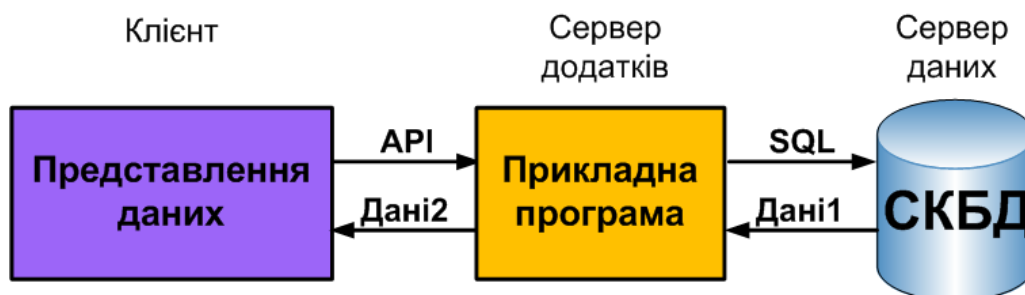 Клієнт
Сервер
додатків
Сервер
даних
Представлення
даних
API
Дані2
Прикладна
програма
SQL
Дані1
СКБД